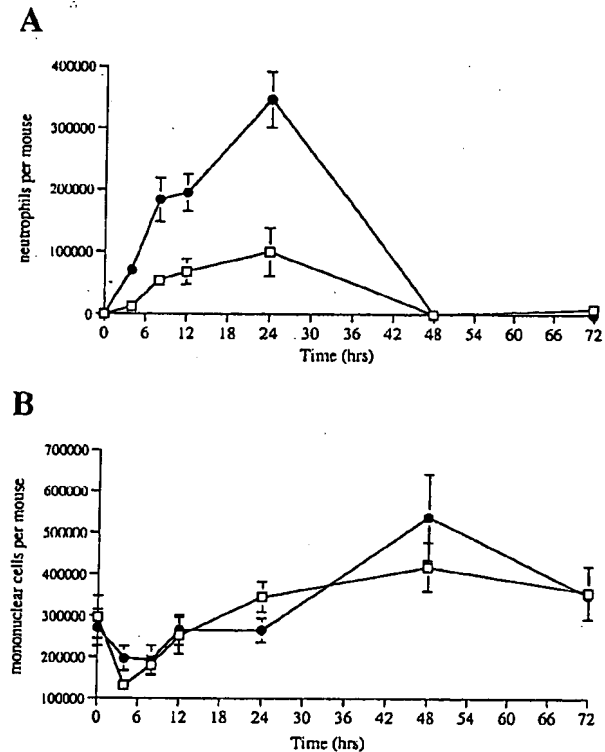 A
400000
300000
200000
100000
0
neutrophils per mouse
0 6 12 18 24 30 36 42 48 54 60 66 72
Time (hrs)
B
700000
600000
500000
400000
300000
200000
100000
mononuclear cells per mouse
0 6 12 18 24 30 36 42 48 54 60 66 72
Time (hrs)